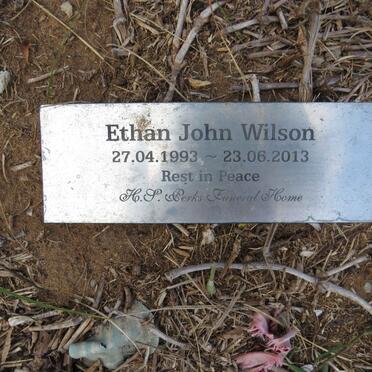 Ethan John Wilson
27.04.1993 ~ 23.06.2013
Rest in Peace
H.S. Perks Funeral Home